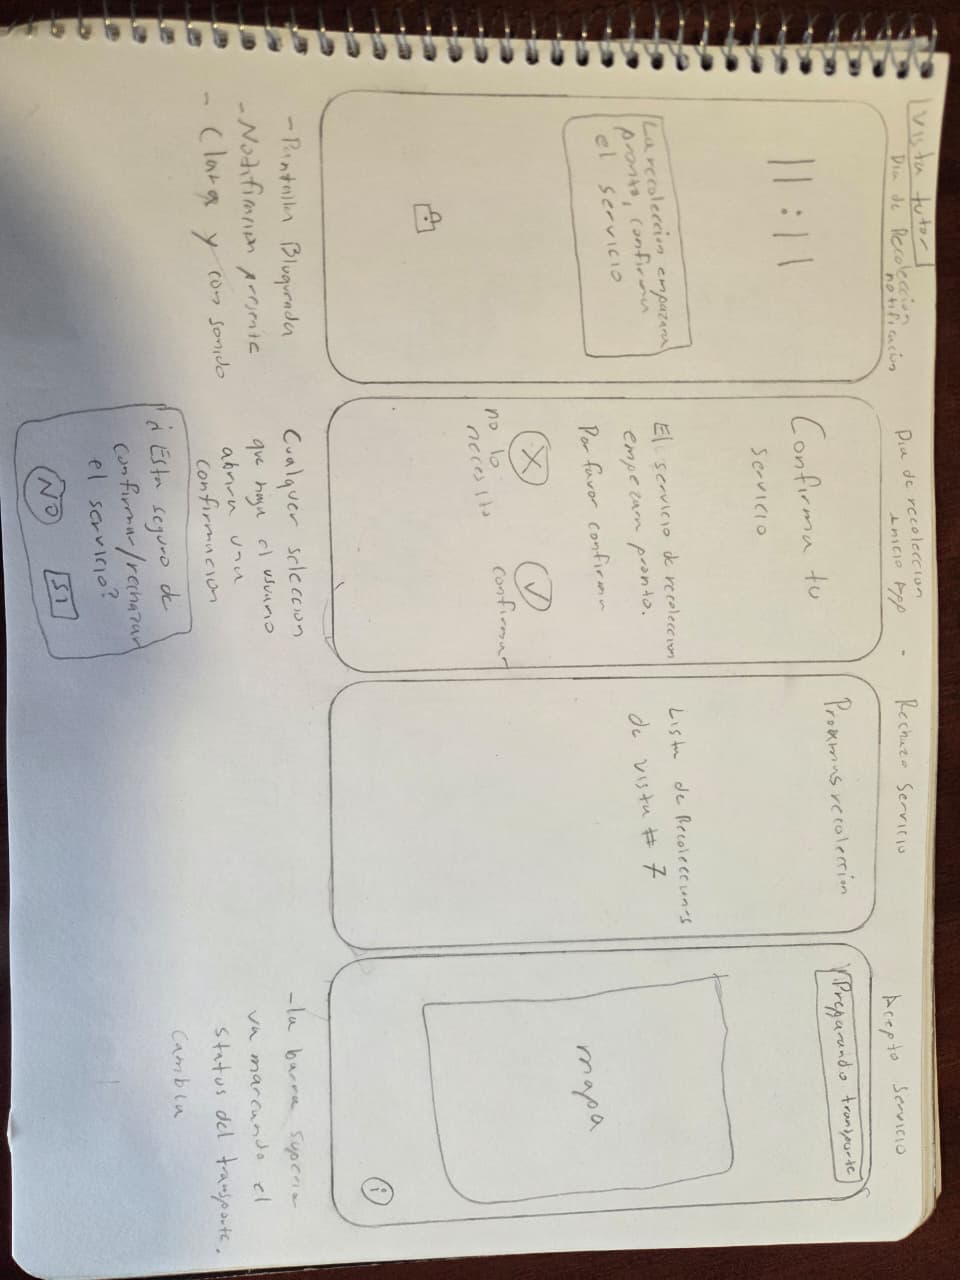 Vista tutor
Dia de Recoleccion
notificacion
11:11
La recoleccion empezara
pronto, confirma
el servicio
- Pantalla Bloqueada
- Notificacion presente
- Clara y con sonido
Dia de recoleccion
inicio App -
Confirma tu
servicio
El servicio de recoleccion
empezara pronto.
Por favor confirmar
X
no lo
necesito
confirmar
Cualquer seleccion
que haga el usuario
abrira una
confirmacion
¿Esta seguro de
confirmar/rechazar
el servicio?
NO
SI
Rechazo Servicio
Proximas recoleccion
Lista de Recolecciones
de vista # 7
Acepto Servicio
Preparando transporte
mapa
i
- la barra superior
va marcando el
status del transporte.
Cambia